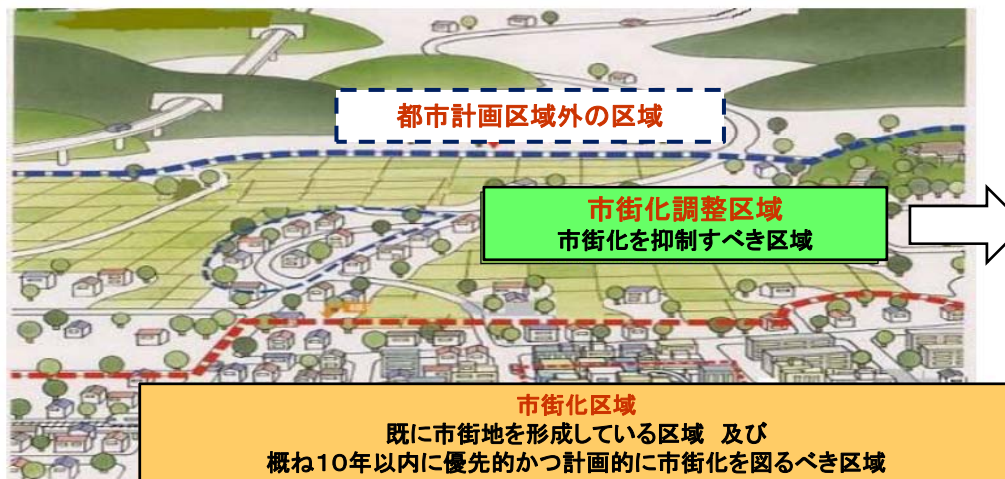 都市計画区域外の区域
市街化調整区域
市街化を抑制すべき区域
市街化区域
既に市街地を形成している区域　及び
概ね１０年以内に優先的かつ計画的に市街化を図るべき区域